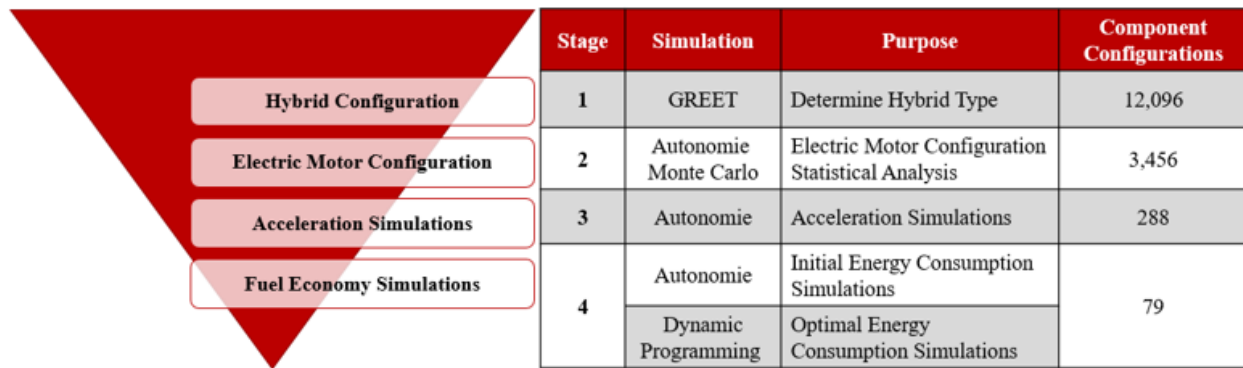 Hybrid Configuration
Electric Motor Configuration
Acceleration Simulations
Fuel Economy Simulations
Stage
Simulation
Purpose
Component
Configurations
1
GREET
Determine Hybrid Type
12,096
2
Autonomie
Monte Carlo
Electric Motor Configuration
Statistical Analysis
3,456
3
Autonomie
Acceleration Simulations
288
4
Autonomie
Initial Energy Consumption
Simulations
79
Dynamic
Programming
Optimal Energy
Consumption Simulations